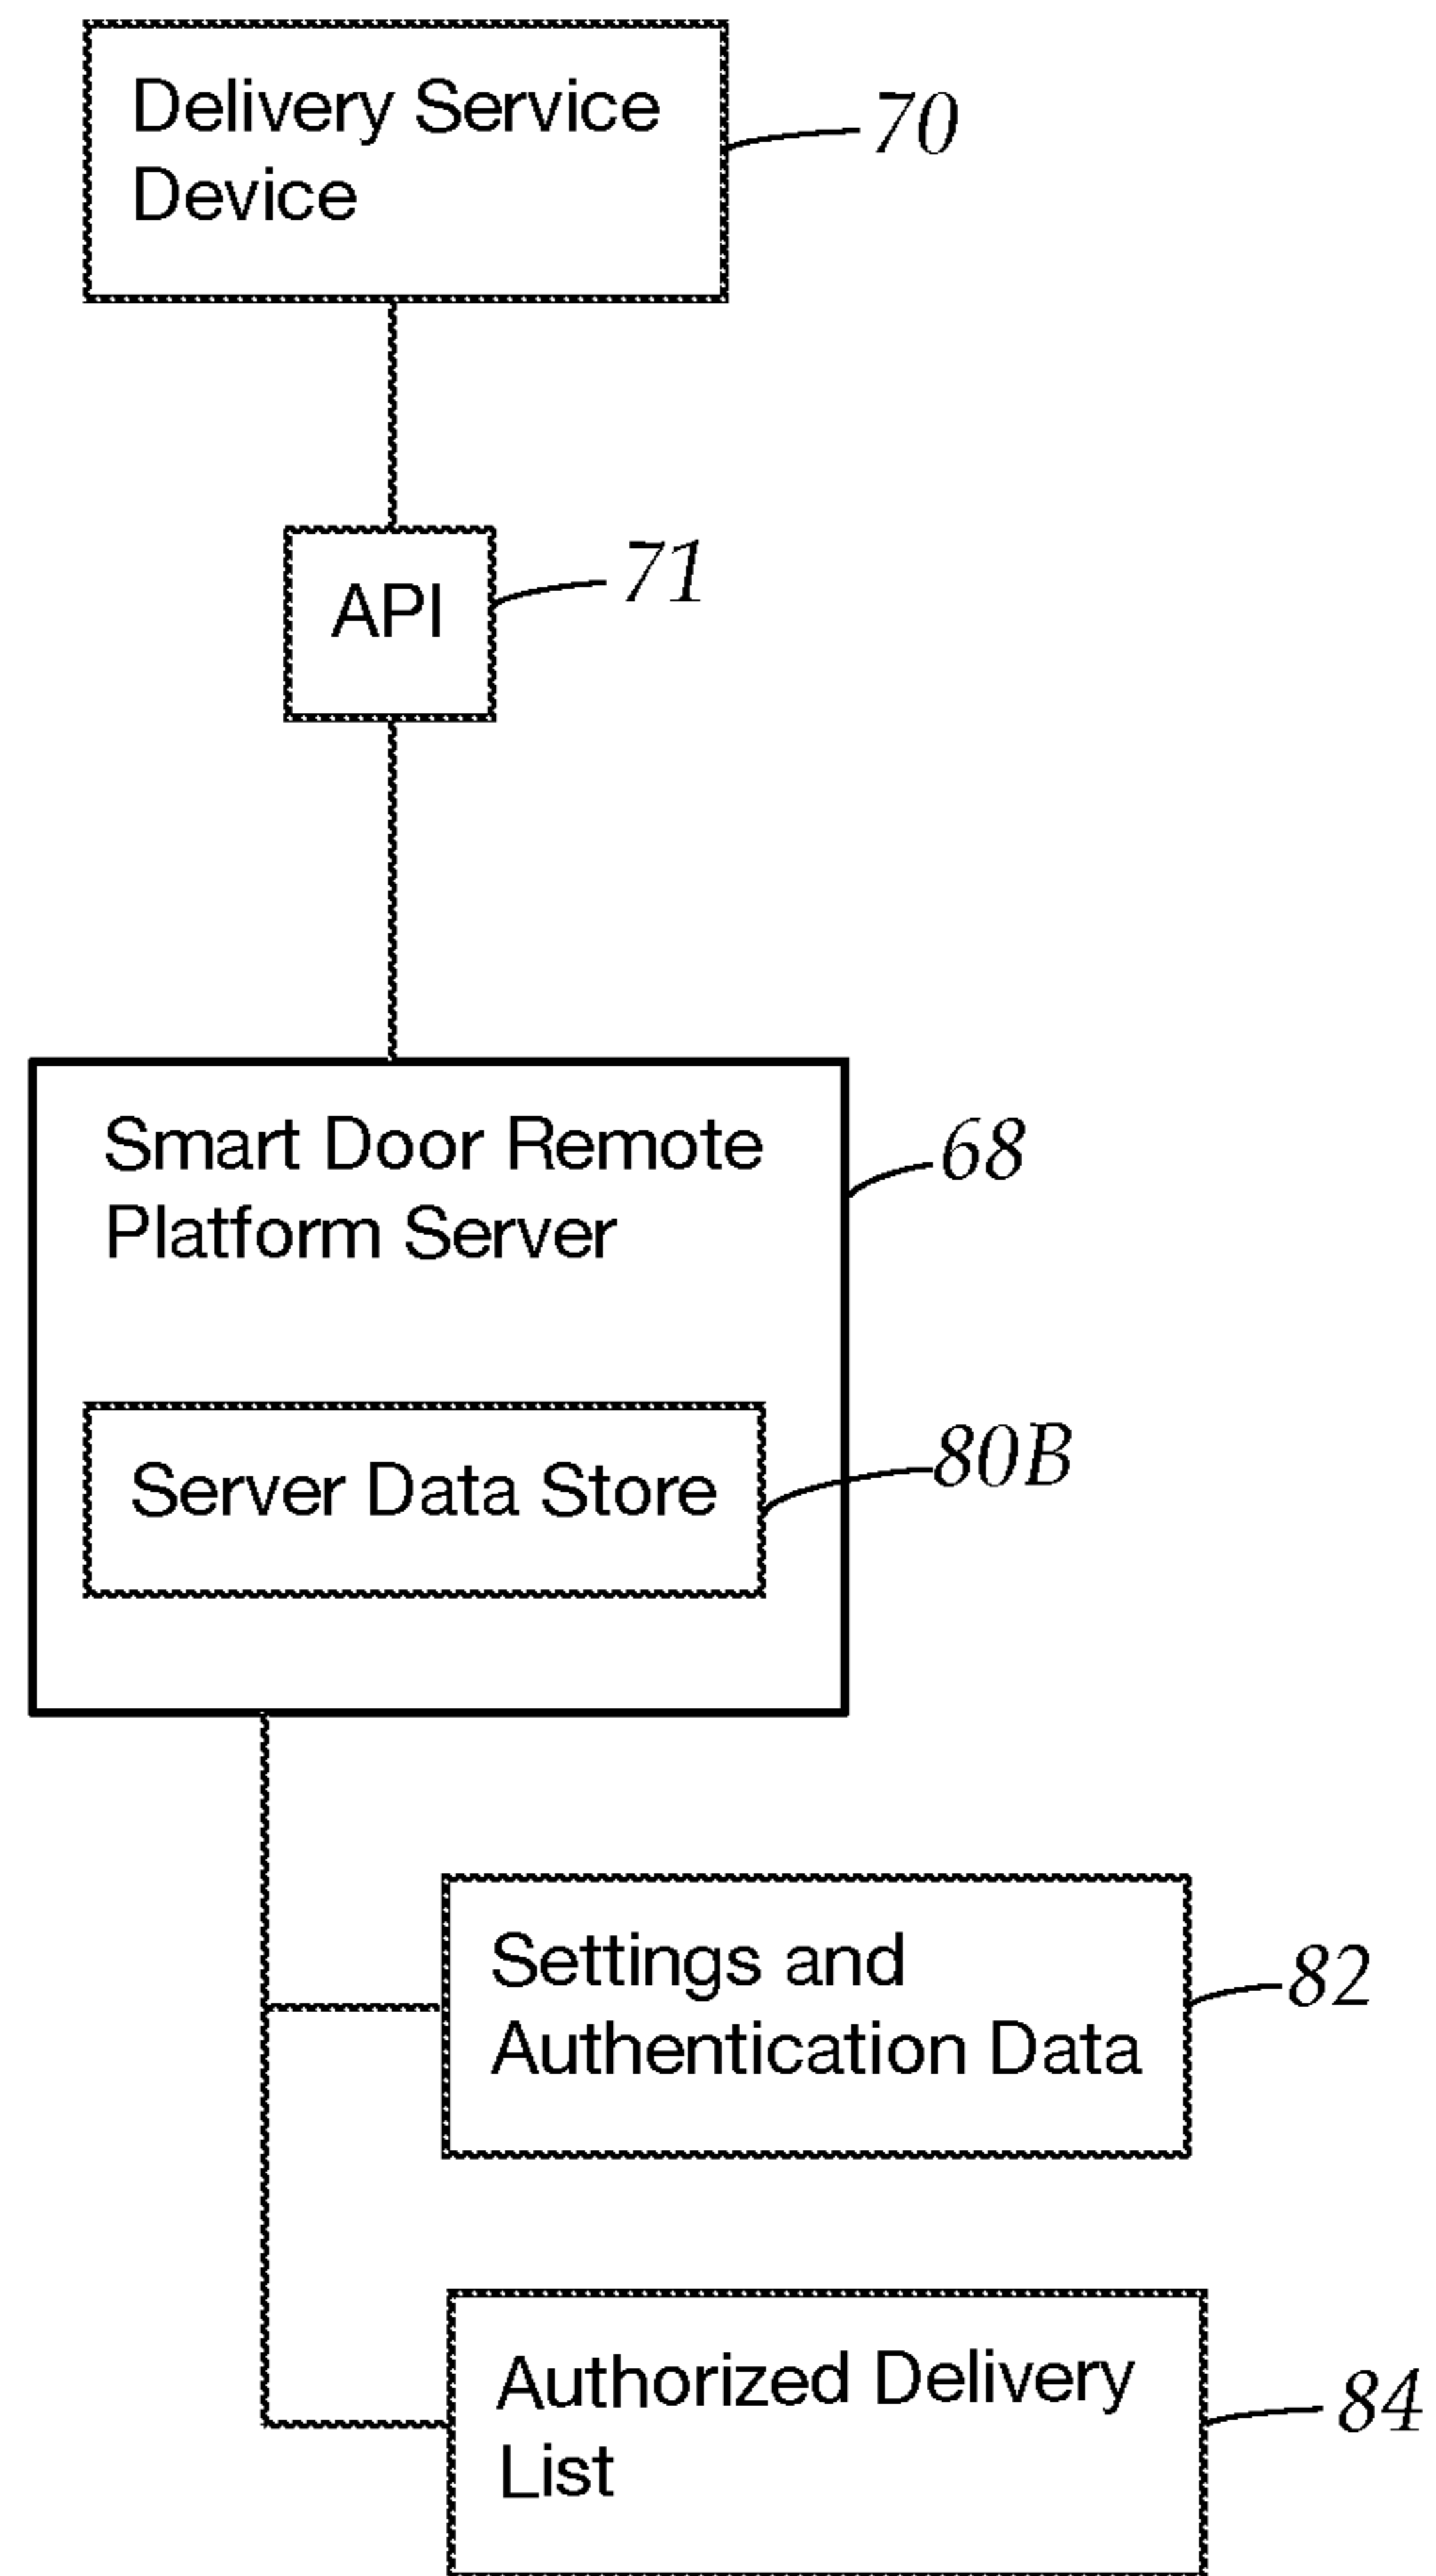 Delivery Service
Device
70
API
71
Smart Door Remote
Platform Server
68
Server Data Store
80B
Settings and
Authentication Data
82
Authorized Delivery
List
84